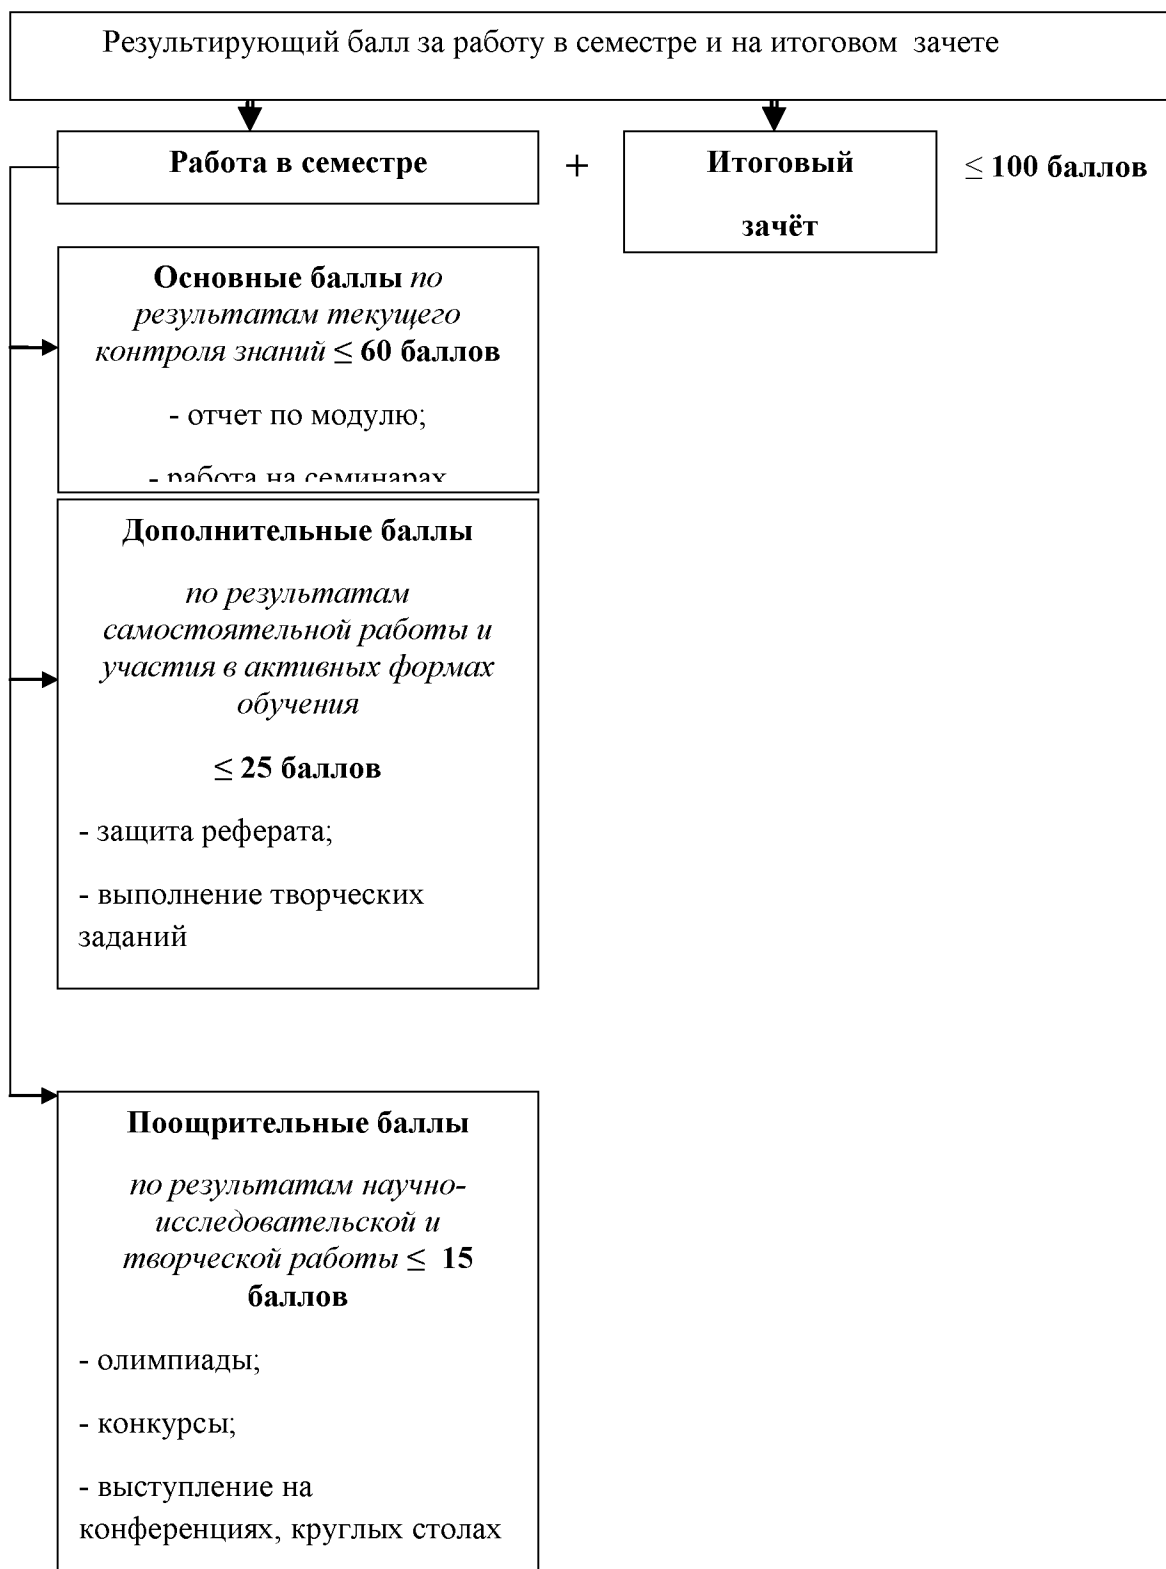 Результирующий балл за работу в семестре и на итоговом зачете
Работа в семестре
+
Итоговый
зачёт
≤ 100 баллов
Основные баллы по
результатам текущего
контроля знаний ≤ 60 баллов
- отчет по модулю;
- работа на семинарах
Дополнительные баллы
по результатам
самостоятельной работы и
участия в активных формах
обучения
≤ 25 баллов
- защита реферата;
- выполнение творческих
заданий
Поощрительные баллы
по результатам научно-
исследовательской и
творческой работы ≤ 15
баллов
- олимпиады;
- конкурсы;
- выступление на
конференциях, круглых столах